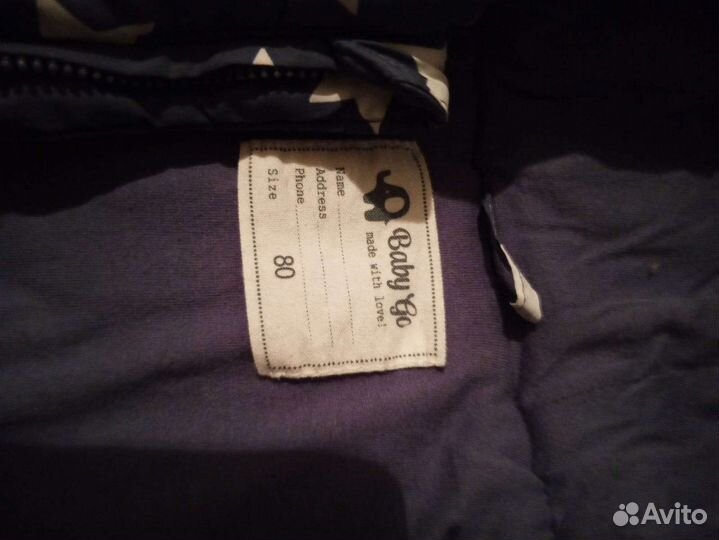 Baby Go
made with love!
Name
Address
Phone
Size 80
Avito